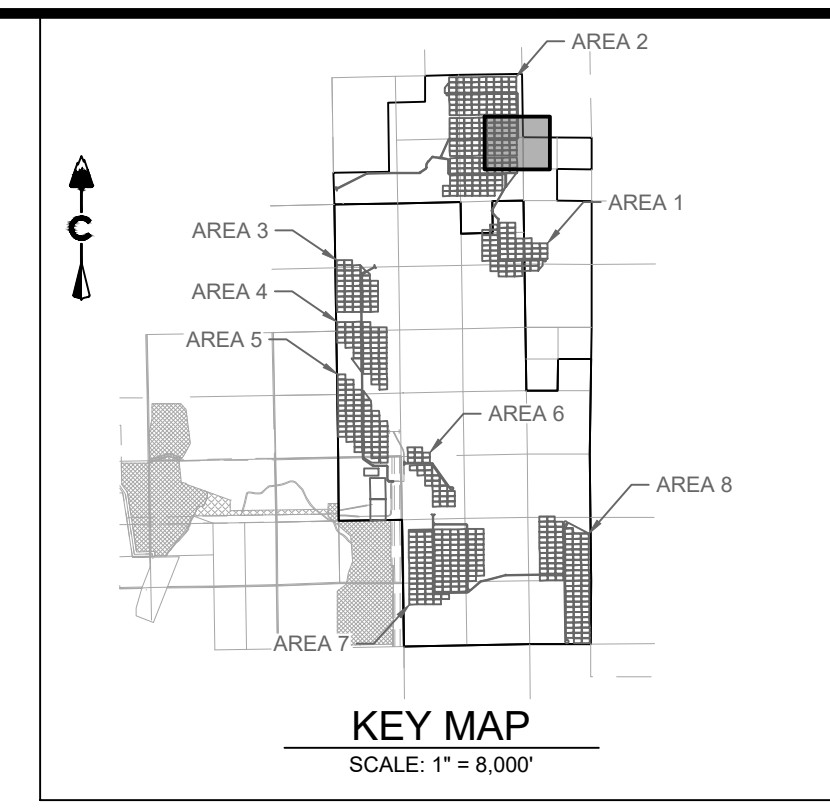 AREA 2
AREA 1
AREA 3
C
AREA 4
AREA 5
AREA 6
AREA 8
AREA 7
KEY MAP
SCALE: 1" = 8,000'